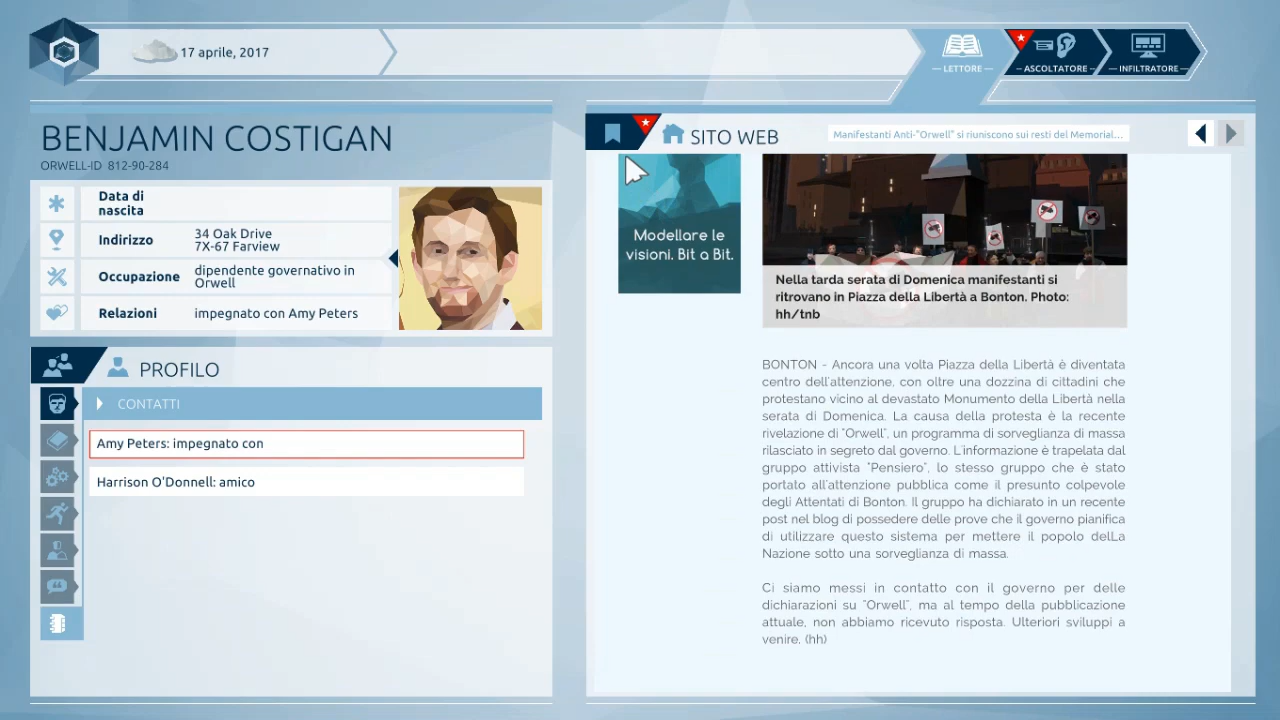 17 aprile, 2017
LETTORE
ASCOLTATORE
INFILTRATORE
BENJAMIN COSTIGAN
ORWELL-ID 812-90-284
Data di
nascita
Indirizzo
34 Oak Drive
7X-67 Farview
Occupazione
dipendente governativo in
Orwell
Relazioni
impegnato con Amy Peters
PROFILO
CONTATTI
Amy Peters: impegnato con
Harrison O'Donnell: amico
SITO WEB
Manifestanti Anti-"Orwell" si riuniscono sui resti del Memorial...
Modellare le
visioni. Bit a Bit.
Nella tarda serata di Domenica manifestanti si
ritrovano in Piazza della Libertà a Bonton. Photo:
hh/tnb
BONTON - Ancora una volta Piazza della Libertà è diventata
centro dell'attenzione, con oltre una dozzina di cittadini che
protestano vicino al devastato Monumento della Libertà nella
serata di Domenica. La causa della protesta è la recente
rivelazione di "Orwell", un programma di sorveglianza di massa
rilasciato in segreto dal governo. L'informazione è trapelata dal
gruppo attivista "Pensiero", lo stesso gruppo che è stato
portato all'attenzione pubblica come il presunto colpevole
degli Attentati di Bonton. Il gruppo ha dichiarato in un recente
post nel blog di possedere delle prove che il governo pianifica
di utilizzare questo sistema per mettere il popolo delLa
Nazione sotto una sorveglianza di massa.
Ci siamo messi in contatto con il governo per delle
dichiarazioni su "Orwell", ma al tempo della pubblicazione
attuale, non abbiamo ricevuto risposta. Ulteriori sviluppi a
venire. (hh)